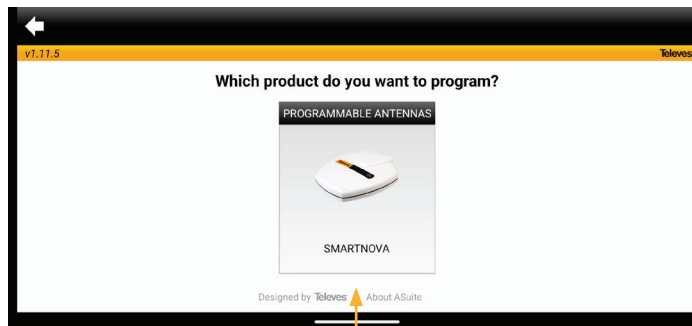 v1.11.5 Televes
Which product do you want to program?
PROGRAMMABLE ANTENNAS
SMARTNOVA
Designed by Televes About ASuite